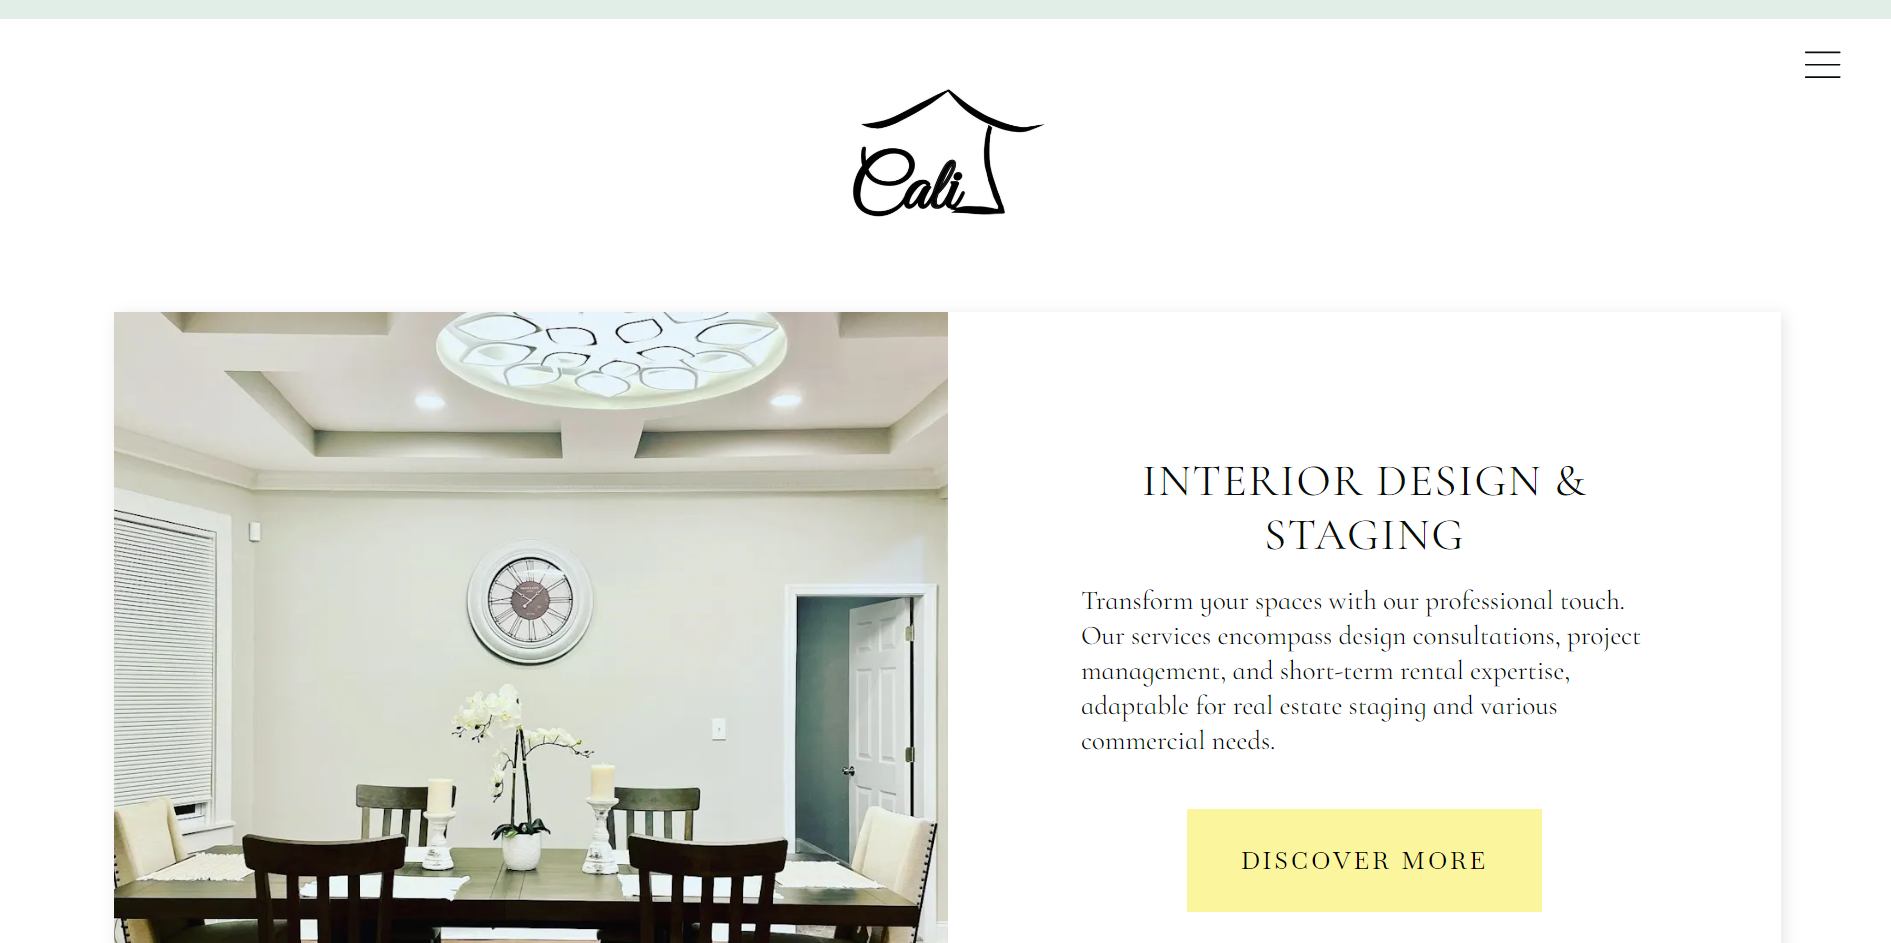 Cali
INTERIOR DESIGN &
STAGING
Transform your spaces with our professional touch.
Our services encompass design consultations, project
management, and short-term rental expertise,
adaptable for real estate staging and various
commercial needs.
DISCOVER MORE